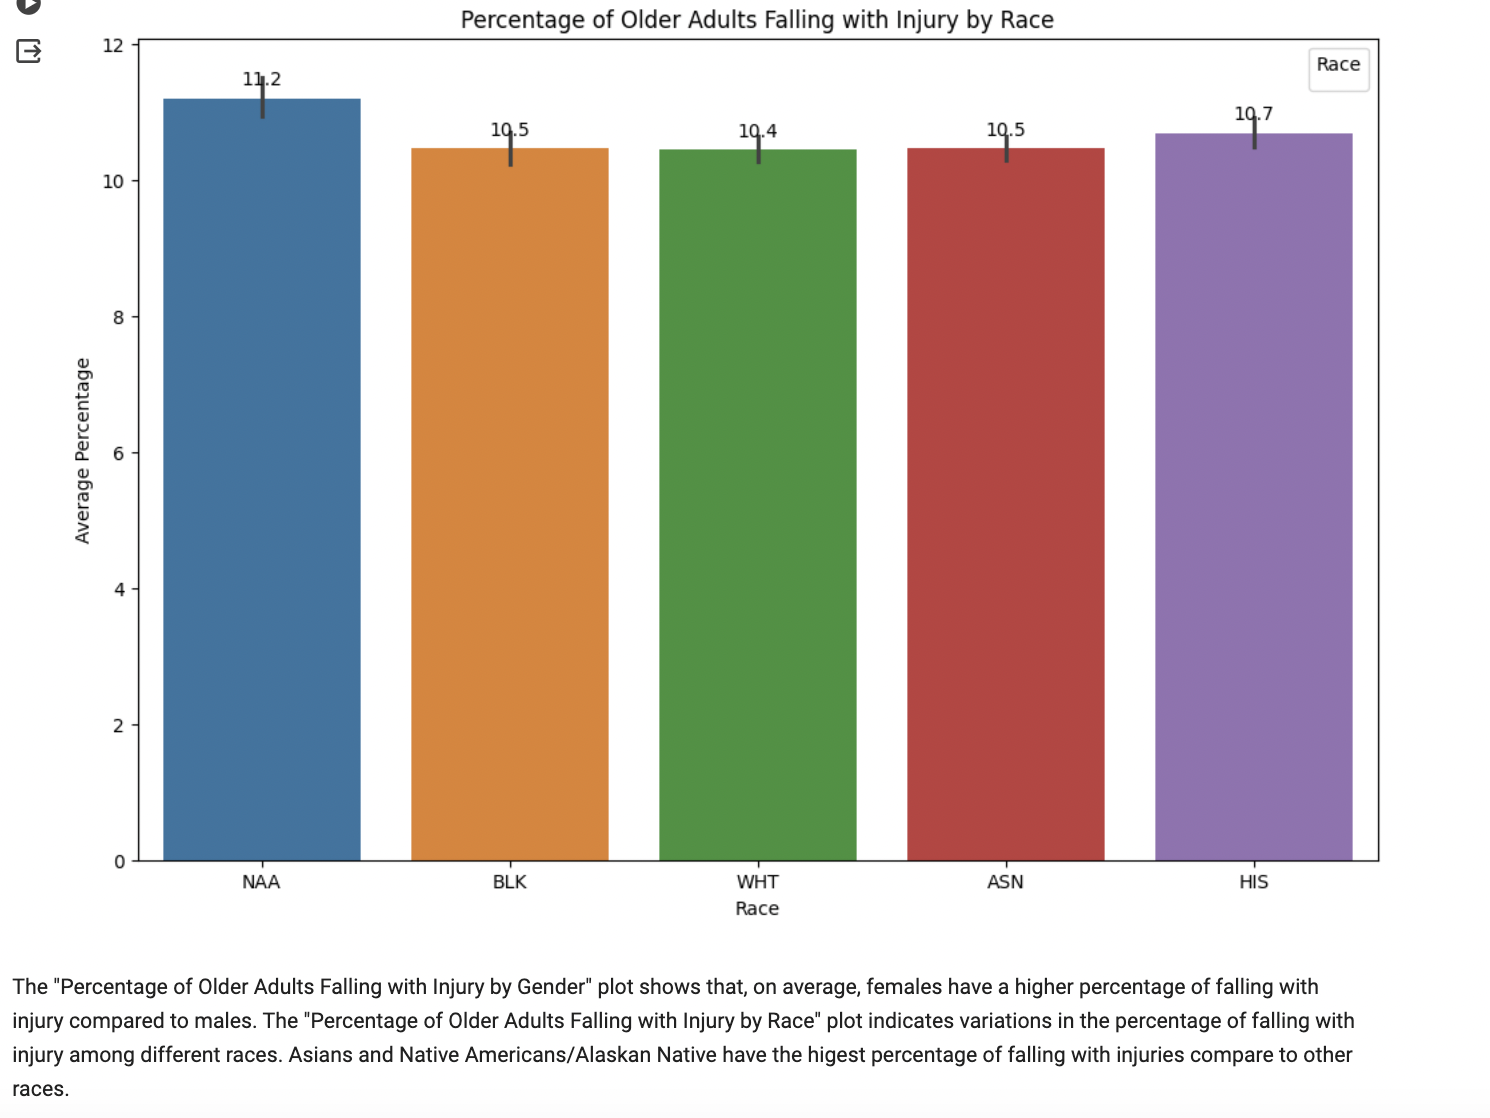 Percentage of Older Adults Falling with Injury by Race
12
Race
11.2
10.5
10.4
10.5
10.7
10
8
6
4
2
0
Average Percentage
NAA BLK WHT ASN HIS
Race
The "Percentage of Older Adults Falling with Injury by Gender" plot shows that, on average, females have a higher percentage of falling with
injury compared to males. The "Percentage of Older Adults Falling with Injury by Race" plot indicates variations in the percentage of falling with
injury among different races. Asians and Native Americans/Alaskan Native have the higest percentage of falling with injuries compare to other
races.